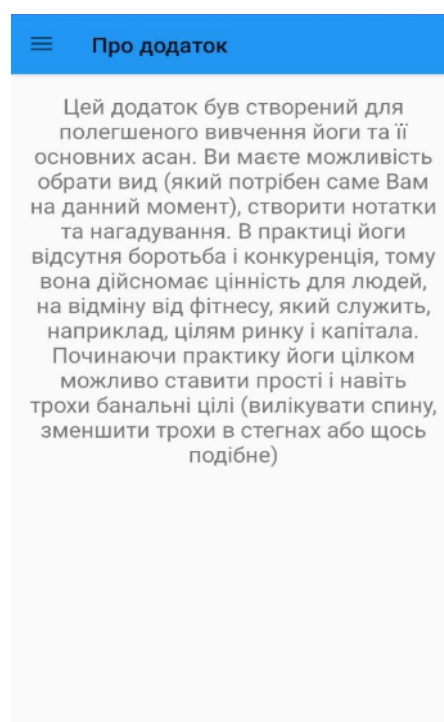 Про додаток
Цей додаток був створений для
полегшеного вивчення йоги та її
основних асан. Ви маєте можливість
обрати вид (який потрібен саме Вам
на данний момент), створити нотатки
та нагадування. В практиці йоги
відсутня боротьба і конкуренція, тому
вона дійсномає цінність для людей,
на відміну від фітнесу, який служить,
наприклад, цілям ринку і капітала.
Починаючи практику йоги цілком
можливо ставити прості і навіть
трохи банальні цілі (вилікувати спину,
зменшити трохи в стегнах або щось
подібне)